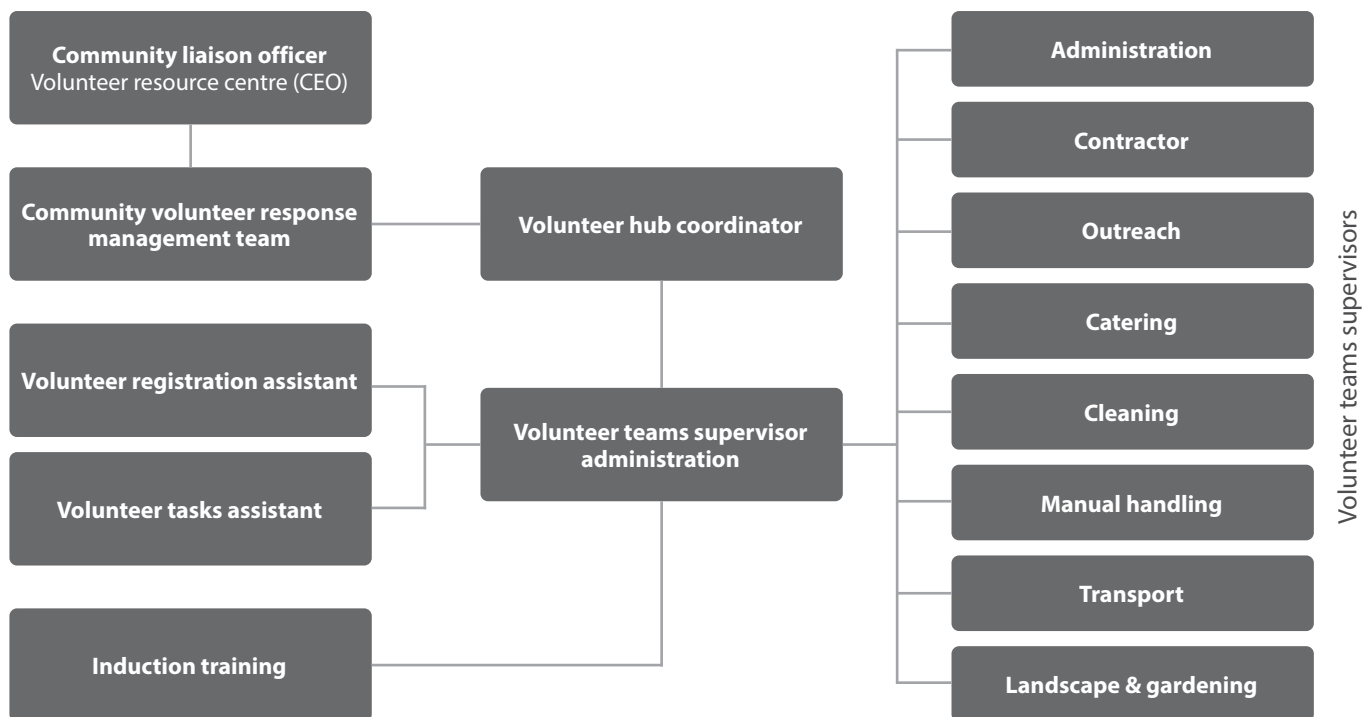 Community liaison officer
Volunteer resource centre (CEO)
Community volunteer response
management team
Volunteer registration assistant
Volunteer tasks assistant
Induction training
Volunteer hub coordinator
Volunteer teams supervisor
administration
Administration
Contractor
Outreach
Catering
Cleaning
Manual handling
Transport
Landscape & gardening
Volunteer teams supervisors